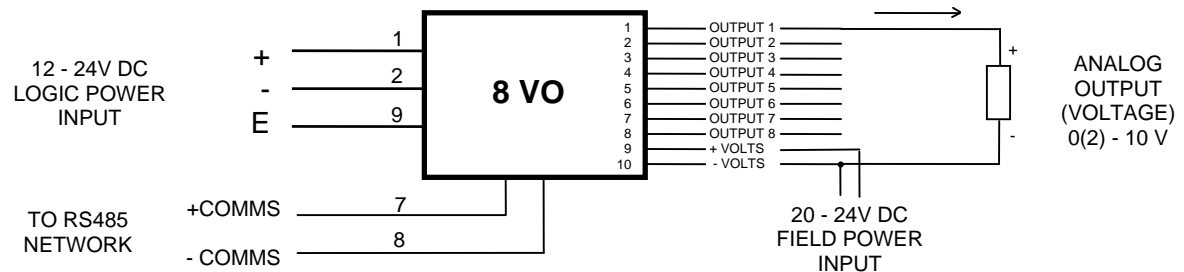 12 - 24V DC
LOGIC POWER
INPUT
+ 1
- 2
E 9
8 VO
1 OUTPUT 1
2 OUTPUT 2
3 OUTPUT 3
4 OUTPUT 4
5 OUTPUT 5
6 OUTPUT 6
7 OUTPUT 7
8 OUTPUT 8
9 + VOLTS
10 - VOLTS
+
-
ANALOG
OUTPUT
(VOLTAGE)
0(2) - 10 V
TO RS485
NETWORK
+COMMS 7
- COMMS 8
20 - 24V DC
FIELD POWER
INPUT